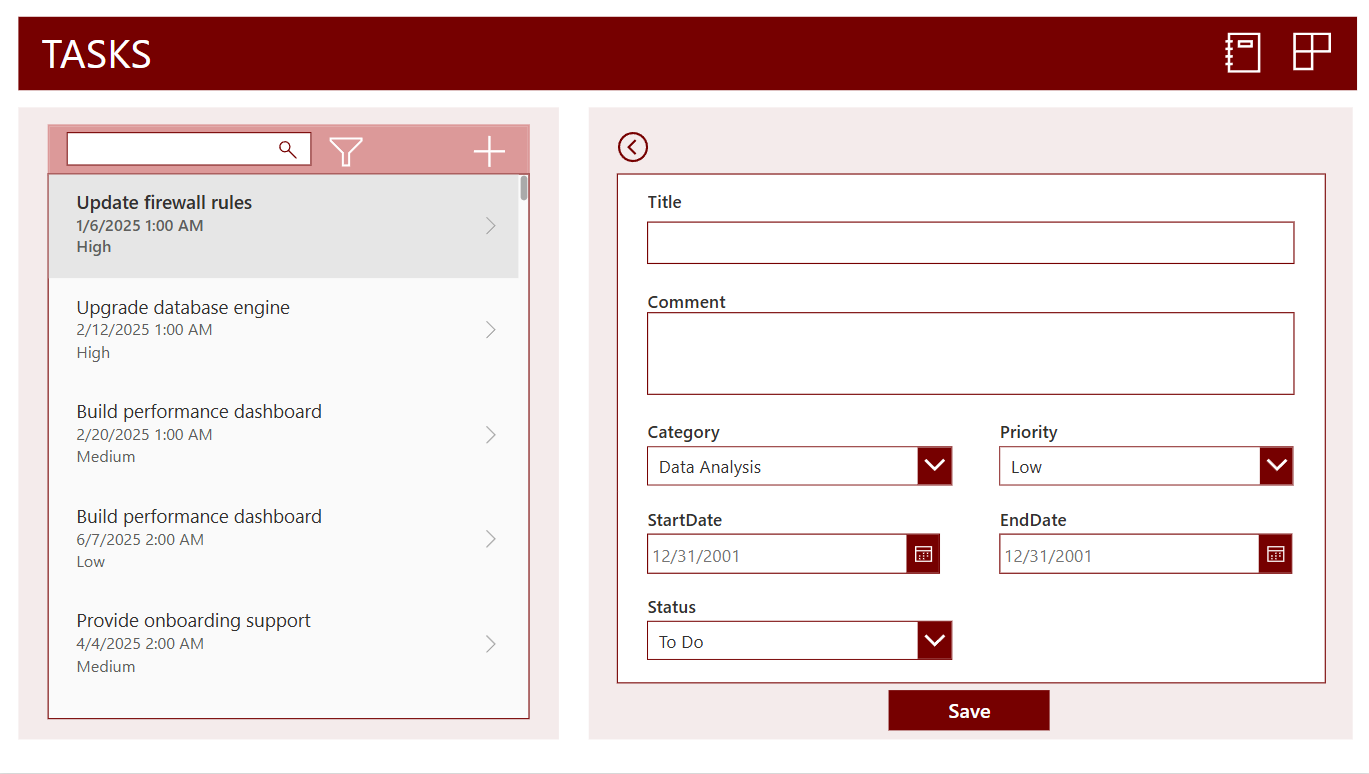 TASKS
Update firewall rules
1/6/2025 1:00 AM
High
Upgrade database engine
2/12/2025 1:00 AM
High
Build performance dashboard
2/20/2025 1:00 AM
Medium
Build performance dashboard
6/7/2025 2:00 AM
Low
Provide onboarding support
4/4/2025 2:00 AM
Medium
Title
Comment
Category
Priority
Data Analysis
Low
StartDate
EndDate
12/31/2001
12/31/2001
Status
To Do
Save